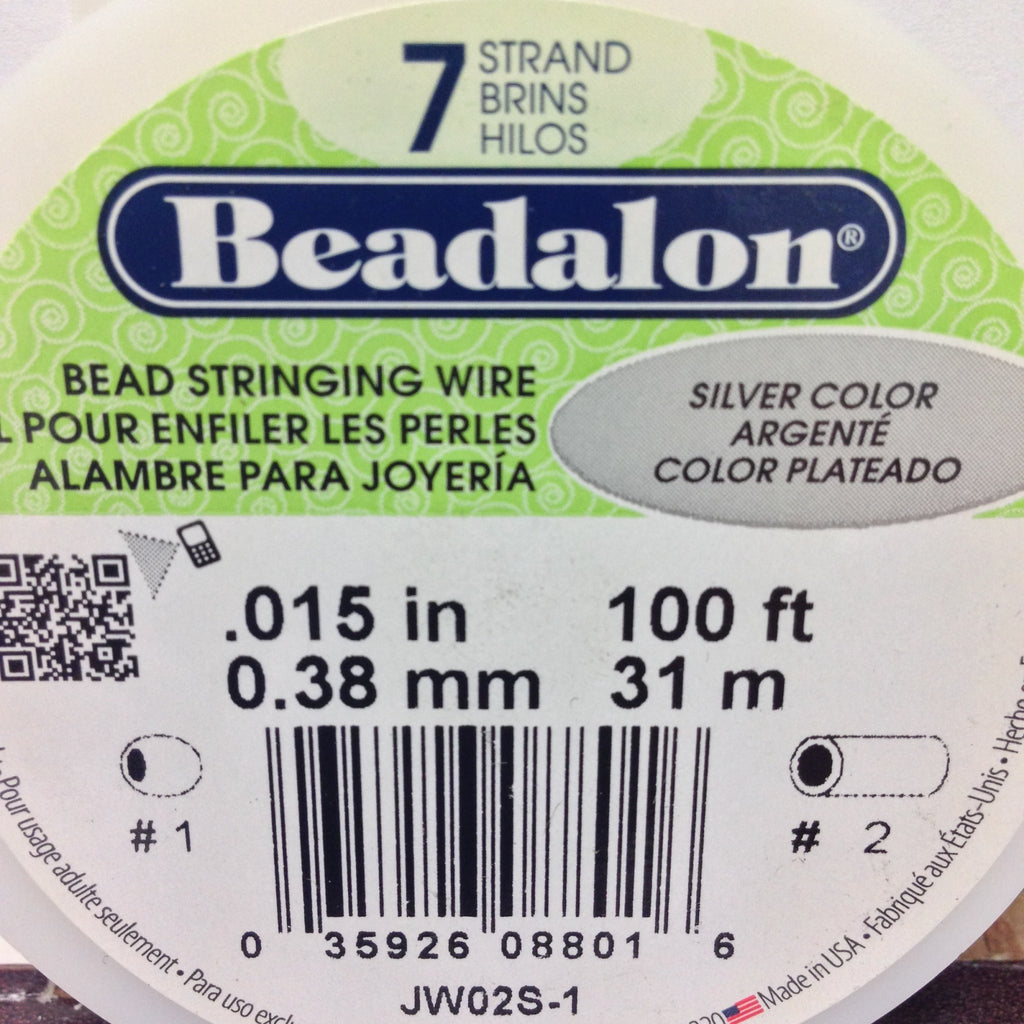 7 STRAND
BRINS
HILOS
Beadalon®
BEAD STRINGING WIRE
L POUR ENFILER LES PERLES
ALAMBRE PARA JOYERÍA
SILVER COLOR
ARGENTÉ
COLOR PLATEADO
.015 in 100 ft
0.38 mm 31 m
# 1
# 2
0 35926 08801 6
JW02S-1
Pour usage adulte seulement • Para uso
Made in USA • Fabriqué aux États-Unis • Hecho